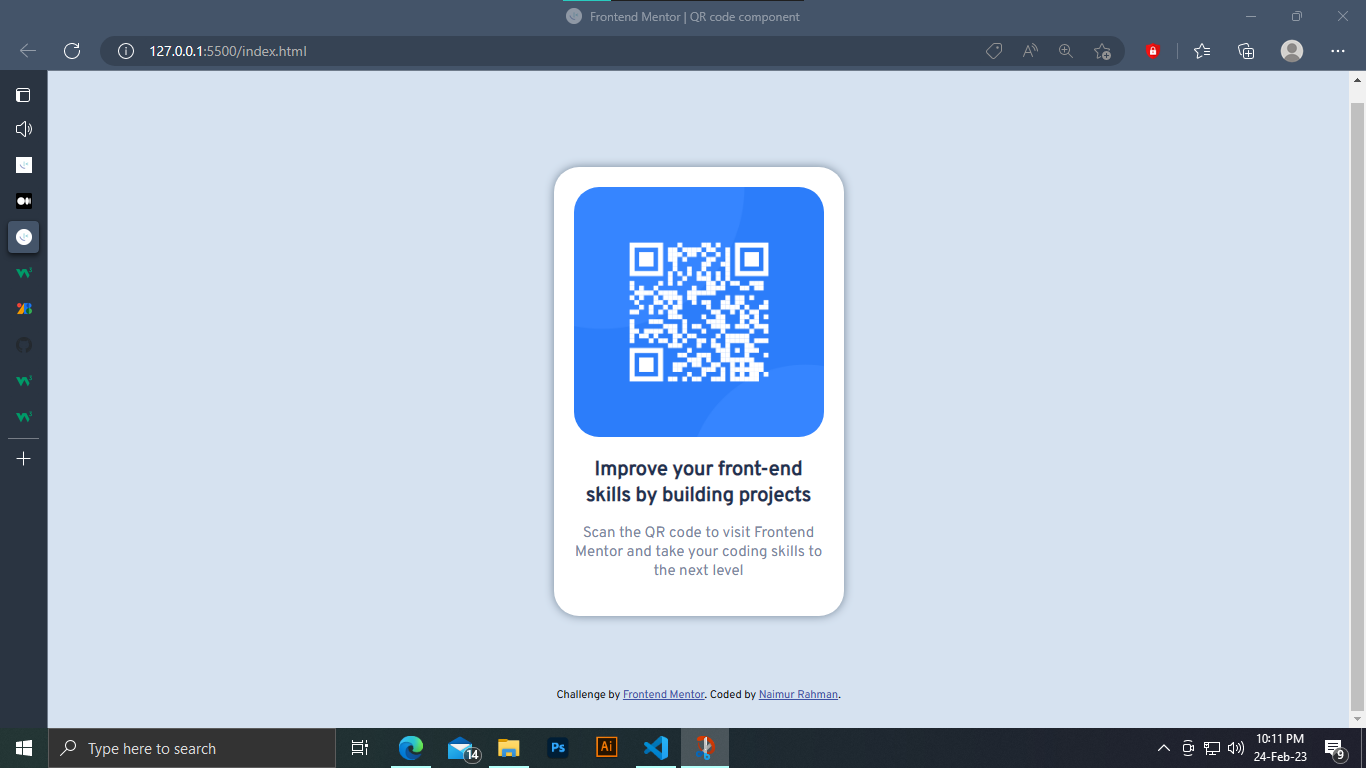 Frontend Mentor | QR code component
127.0.0.1:5500/index.html
Improve your front-end
skills by building projects
Scan the QR code to visit Frontend
Mentor and take your coding skills to
the next level
Challenge by Frontend Mentor. Coded by Naimur Rahman.
Type here to search
14
Ps
Ai
10:11 PM
24-Feb-23
9